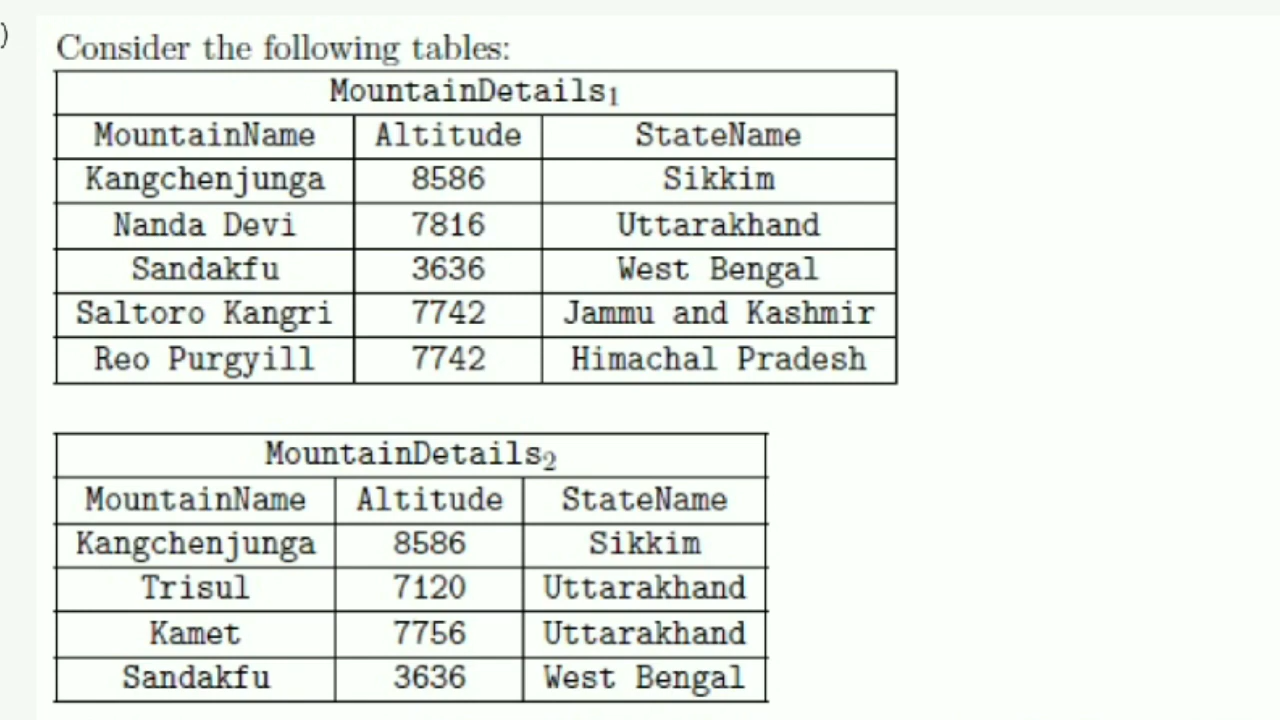 )
Consider the following tables:
MountainDetails₁
MountainName Altitude StateName
Kangchenjunga 8586 Sikkim
Nanda Devi 7816 Uttarakhand
Sandakfu 3636 West Bengal
Saltoro Kangri 7742 Jammu and Kashmir
Reo Purgyill 7742 Himachal Pradesh
MountainDetails₂
MountainName Altitude StateName
Kangchenjunga 8586 Sikkim
Trisul 7120 Uttarakhand
Kamet 7756 Uttarakhand
Sandakfu 3636 West Bengal